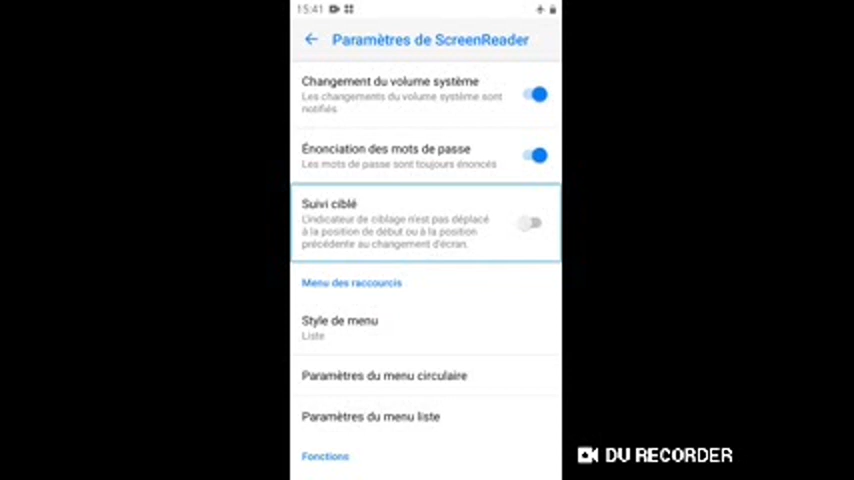 15:41
Paramètres de ScreenReader
Changement du volume système
Les changements du volume système sont
notifiés
Énonciation des mots de passe
Les mots de passe sont toujours énoncés
Suivi ciblé
L'indicateur de ciblage n'est pas déplacé
à la position de début ou à la position
précédente au changement d'écran.
Menu des raccourcis
Style de menu
Liste
Paramètres du menu circulaire
Paramètres du menu liste
Fonctions
DU RECORDER